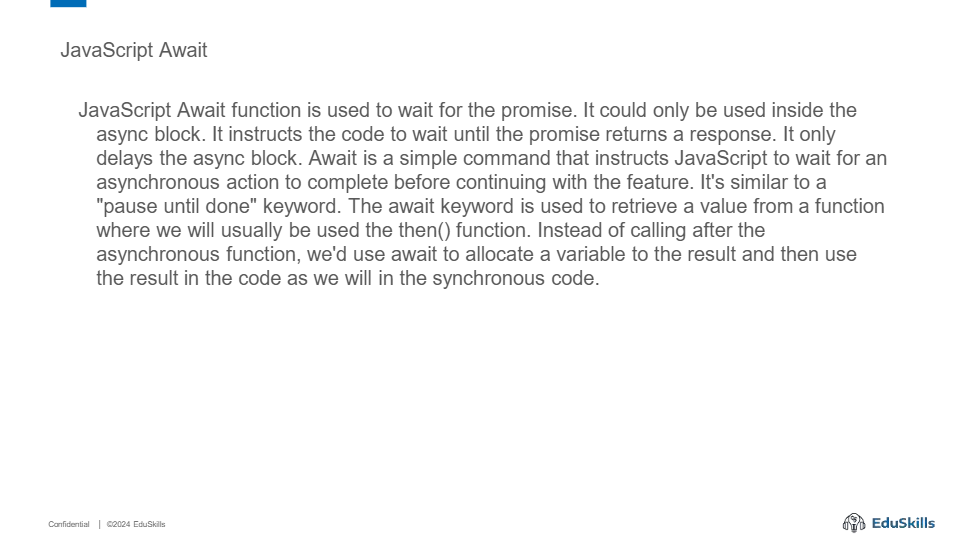 JavaScript Await
JavaScript Await function is used to wait for the promise. It could only be used inside the
async block. It instructs the code to wait until the promise returns a response. It only
delays the async block. Await is a simple command that instructs JavaScript to wait for an
asynchronous action to complete before continuing with the feature. It's similar to a
"pause until done" keyword. The await keyword is used to retrieve a value from a function
where we will usually be used the then() function. Instead of calling after the
asynchronous function, we'd use await to allocate a variable to the result and then use
the result in the code as we will in the synchronous code.
Confidential | ©2024 EduSkills
EduSkills